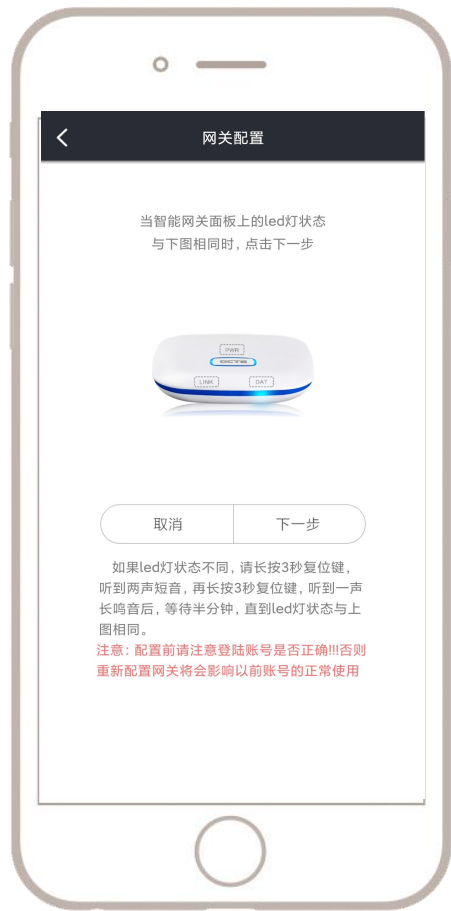 网关配置
当智能网关面板上的led灯状态
与下图相同时，点击下一步
PWR
OCTE
LINK
DAT
取消
下一步
如果led灯状态不同，请长按3秒复位键，
听到两声短音，再长按3秒复位键，听到一声
长鸣音后，等待半分钟，直到led灯状态与上
图相同。
注意：配置前请注意登陆账号是否正确!!!否则
重新配置网关将会影响以前账号的正常使用